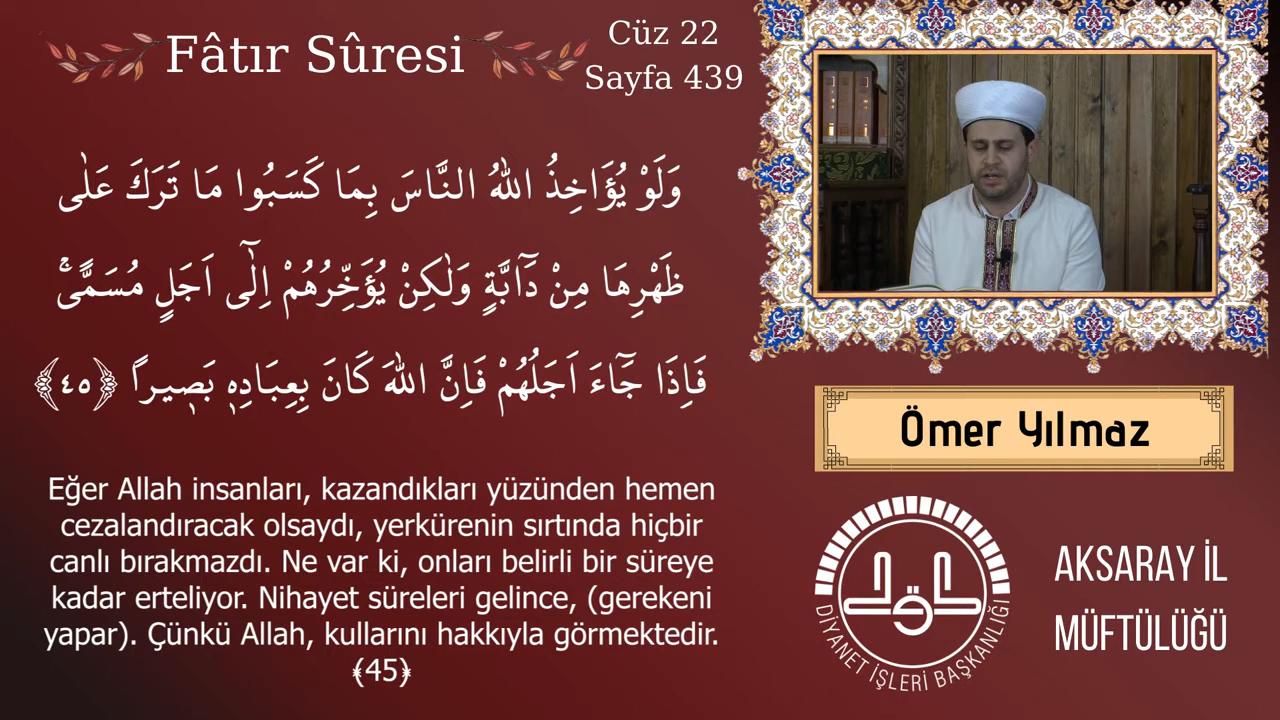 Fâtır Sûresi
Cüz 22
Sayfa 439
وَلَوْ يُؤَاخِذُ اللّٰهُ النَّاسَ بِمَا كَسَبُوا مَا تَرَكَ عَلٰى
ظَهْرِهَا مِنْ دَٓابَّةٍ وَلٰكِنْ يُؤَخِّرُهُمْ اِلٰٓى اَجَلٍ مُسَمًّىۚ
فَاِذَا جَٓاءَ اَجَلُهُمْ فَاِنَّ اللّٰهَ كَانَ بِعِبَادِه۪ بَص۪يراً ﴿٤٥﴾
Eğer Allah insanları, kazandıkları yüzünden hemen
cezalandıracak olsaydı, yerkürenin sırtında hiçbir
canlı bırakmazdı. Ne var ki, onları belirli bir süreye
kadar erteliyor. Nihayet süreleri gelince, (gerekeni
yapar). Çünkü Allah, kullarını hakkıyla görmektedir.
﴾45﴿
Ömer Yılmaz
DİYANET İŞLERİ BAŞKANLIĞI
AKSARAY İL
MÜFTÜLÜĞÜ